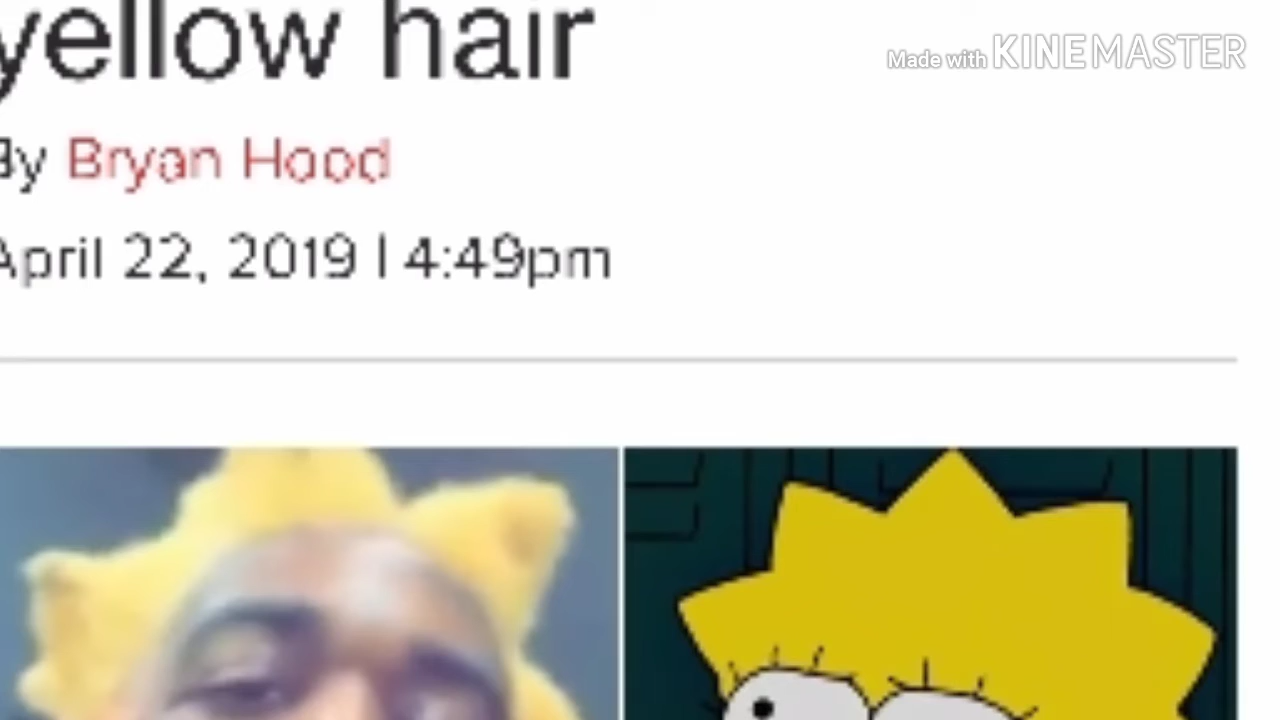 yellow hair
Made with KINEMASTER
By Bryan Hood
April 22, 2019 | 4:49pm